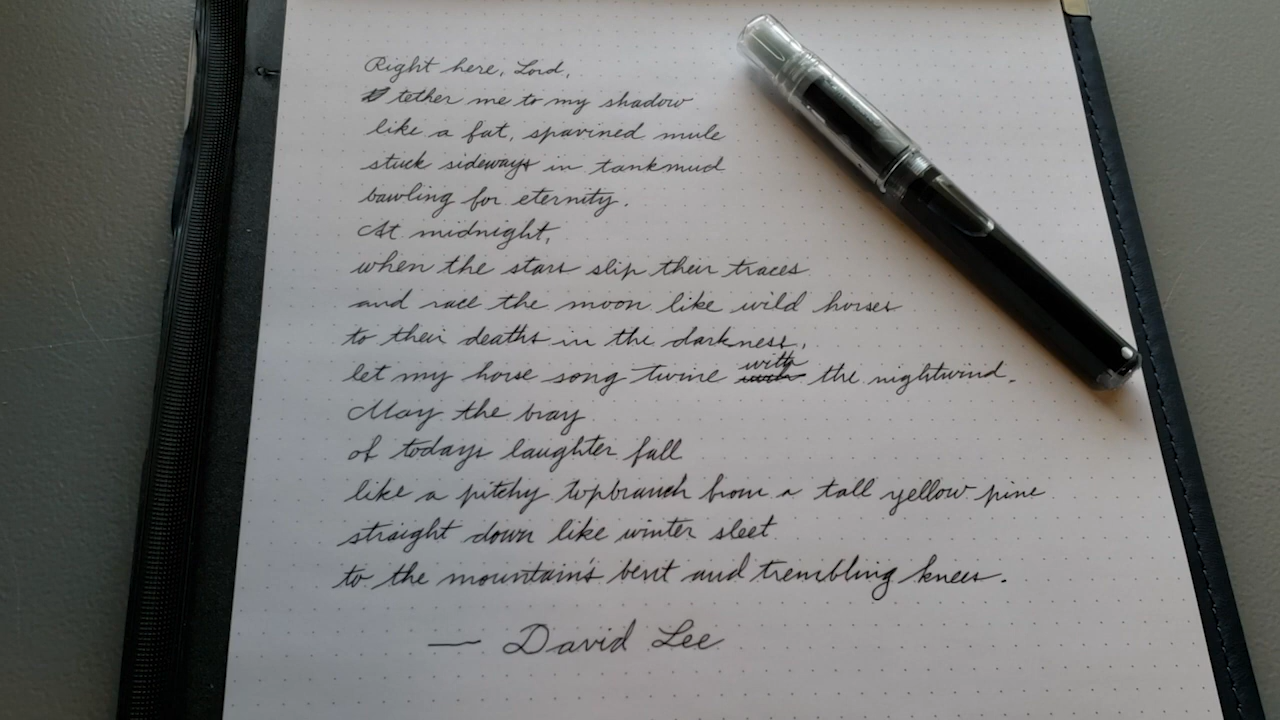 Right here, Lord,
tether me to my shadow
like a fat, spavined mule
stuck sideways in tankmud
bawling for eternity.
At midnight,
when the stars slip their traces
and race the moon like wild horses
to their deaths in the darkness,
let my horse song twine with the nightwind.
May the bray
of todays laughter fall
like a pitchy topbranch from a tall yellow pine
straight down like winter sleet
to the mountain's bent and trembling knees.
— David Lee